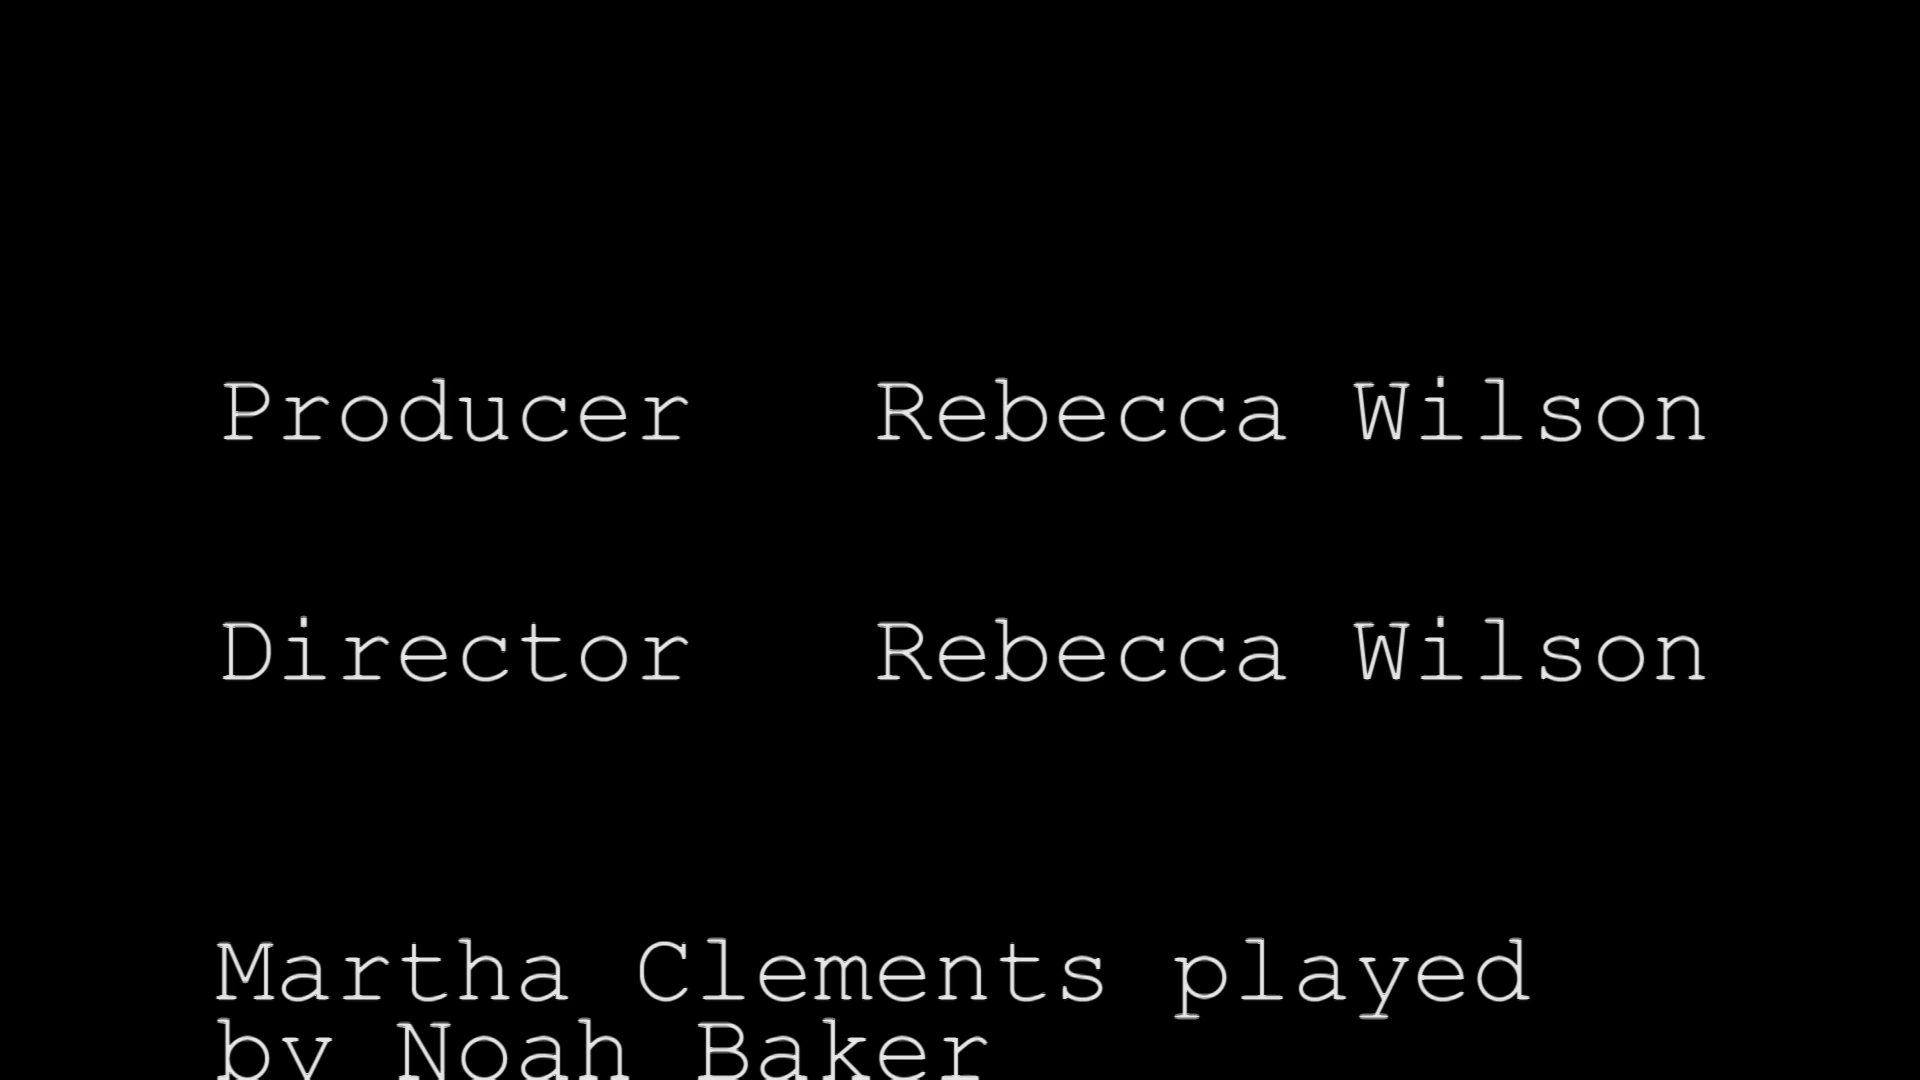 Producer   Rebecca Wilson
Director   Rebecca Wilson
Martha Clements played
by Noah Baker